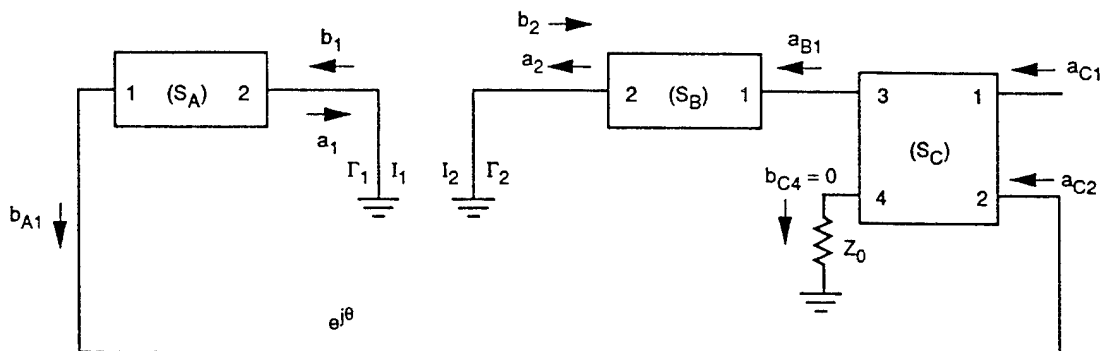 b2
b1
a2
aB1
aC1
1 (SA) 2
2 (SB) 1
3 1
a1
(SC)
Γ1 I1 I2 Γ2
bC4 = 0
aC2
4 2
bA1
Z0
ejθ